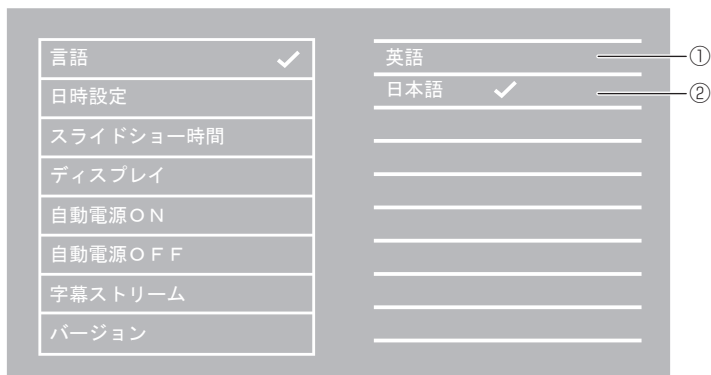 言語
日時設定
スライドショー時間
ディスプレイ
自動電源ON
自動電源OFF
字幕ストリーム
バージョン
英語
日本語
①
②